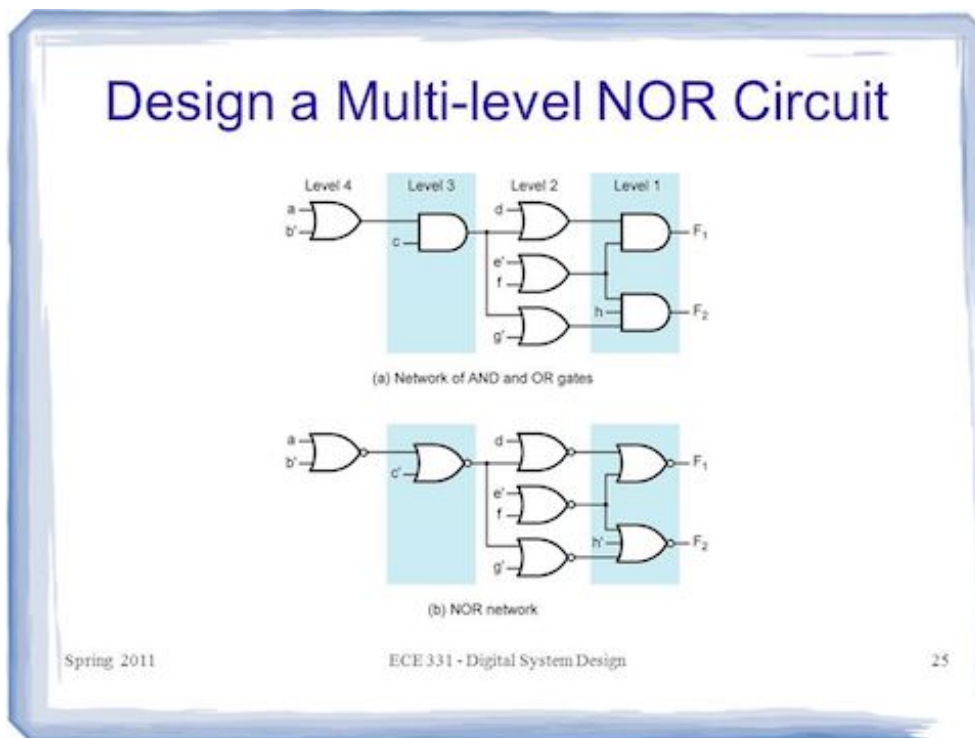 Design a Multi-level NOR Circuit
Level 4 Level 3 Level 2 Level 1
a
b'
c
d
e'
f
g'
h
F₁
F₂
(a) Network of AND and OR gates
a
b'
c'
d
e'
f
g'
h'
F₁
F₂
(b) NOR network
Spring 2011 ECE 331 - Digital System Design 25